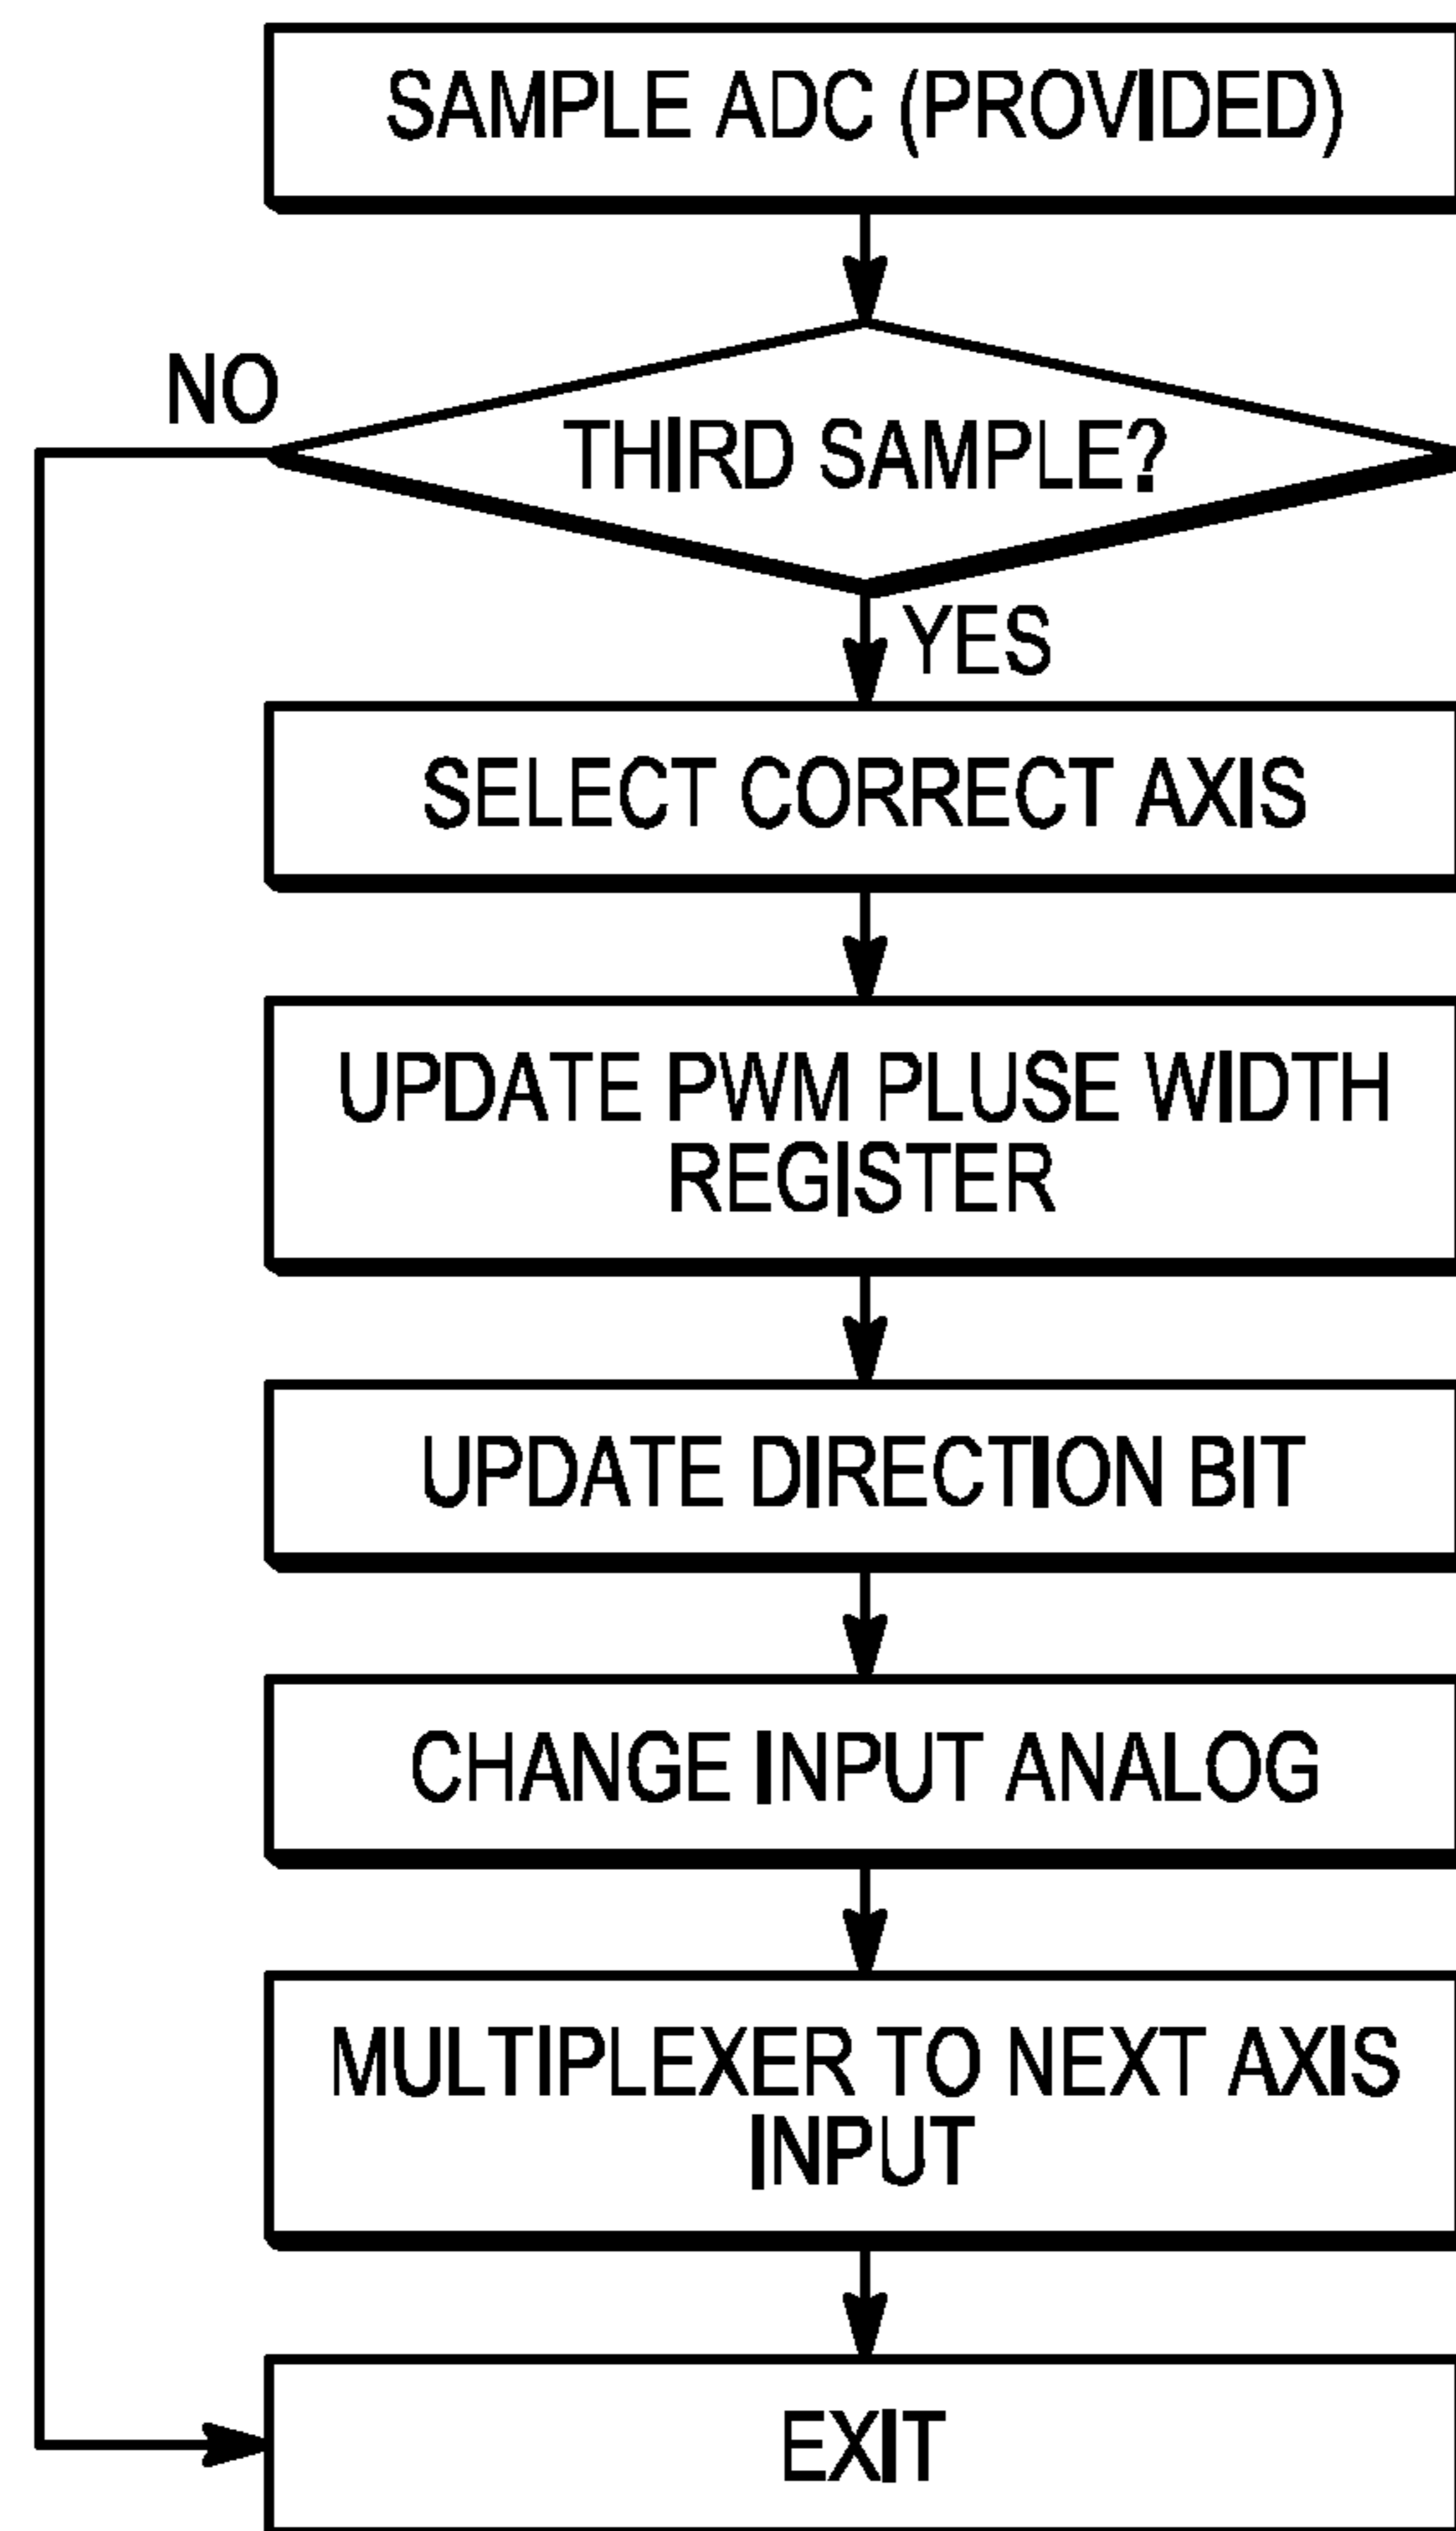 SAMPLE ADC (PROVIDED)
THIRD SAMPLE?
NO
YES
SELECT CORRECT AXIS
UPDATE PWM PLUSE WIDTH
REGISTER
UPDATE DIRECTION BIT
CHANGE INPUT ANALOG
MULTIPLEXER TO NEXT AXIS
INPUT
EXIT